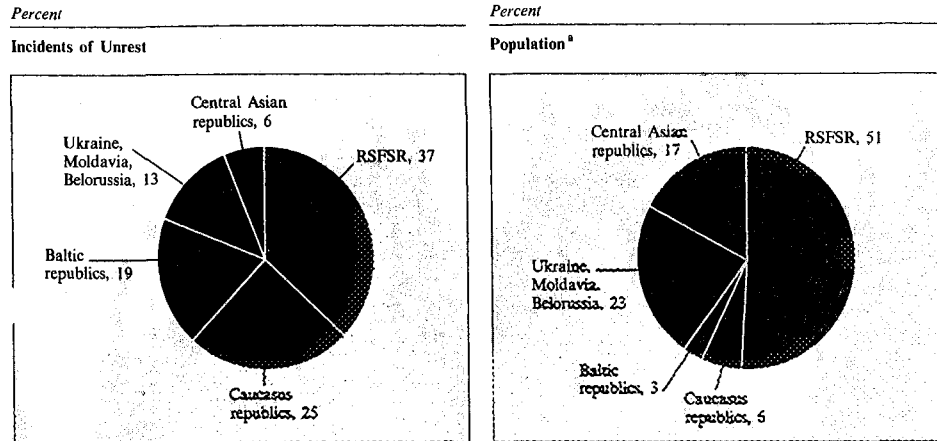 Percent
Incidents of Unrest
Central Asian
republics, 6
RSFSR, 37
Ukraine,
Moldavia,
Belorussia, 13
Baltic
republics, 19
Caucasus
republics, 25
Percent
Population a
Central Asian
republics, 17
RSFSR, 51
Ukraine,
Moldavia,
Belorussia, 23
Baltic
republics, 3
Caucasus
republics, 6